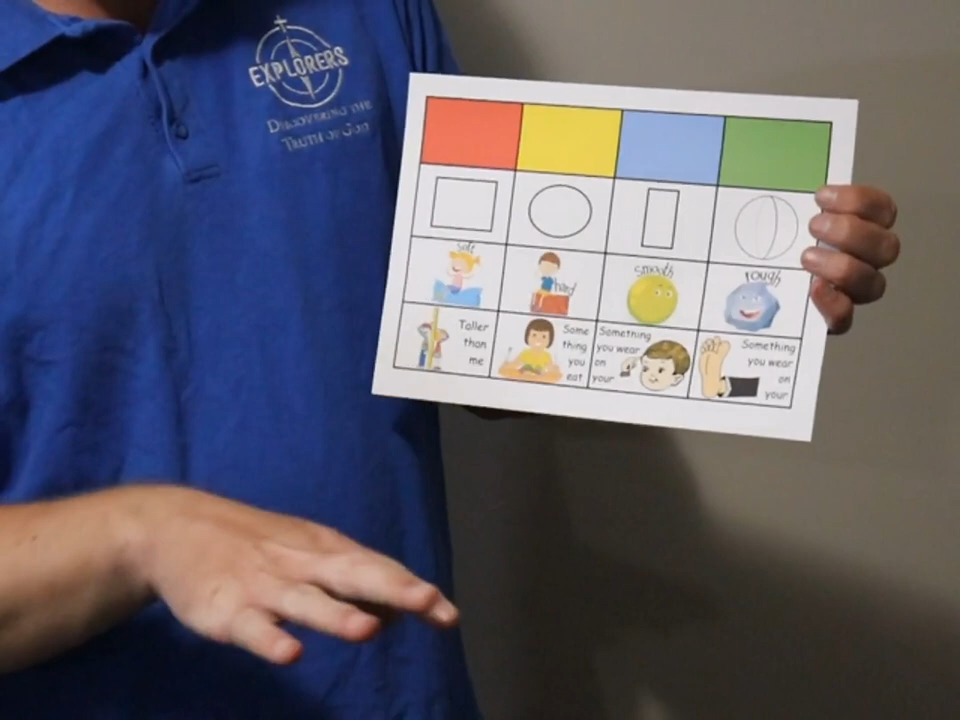 EXPLORERS
DISCOVERING THE
TRUTH OF GOD
soft
hard
smooth
rough
Taller
than
me
Some
thing
you
eat
Something
you wear
on
your
Something
you wear
on
your